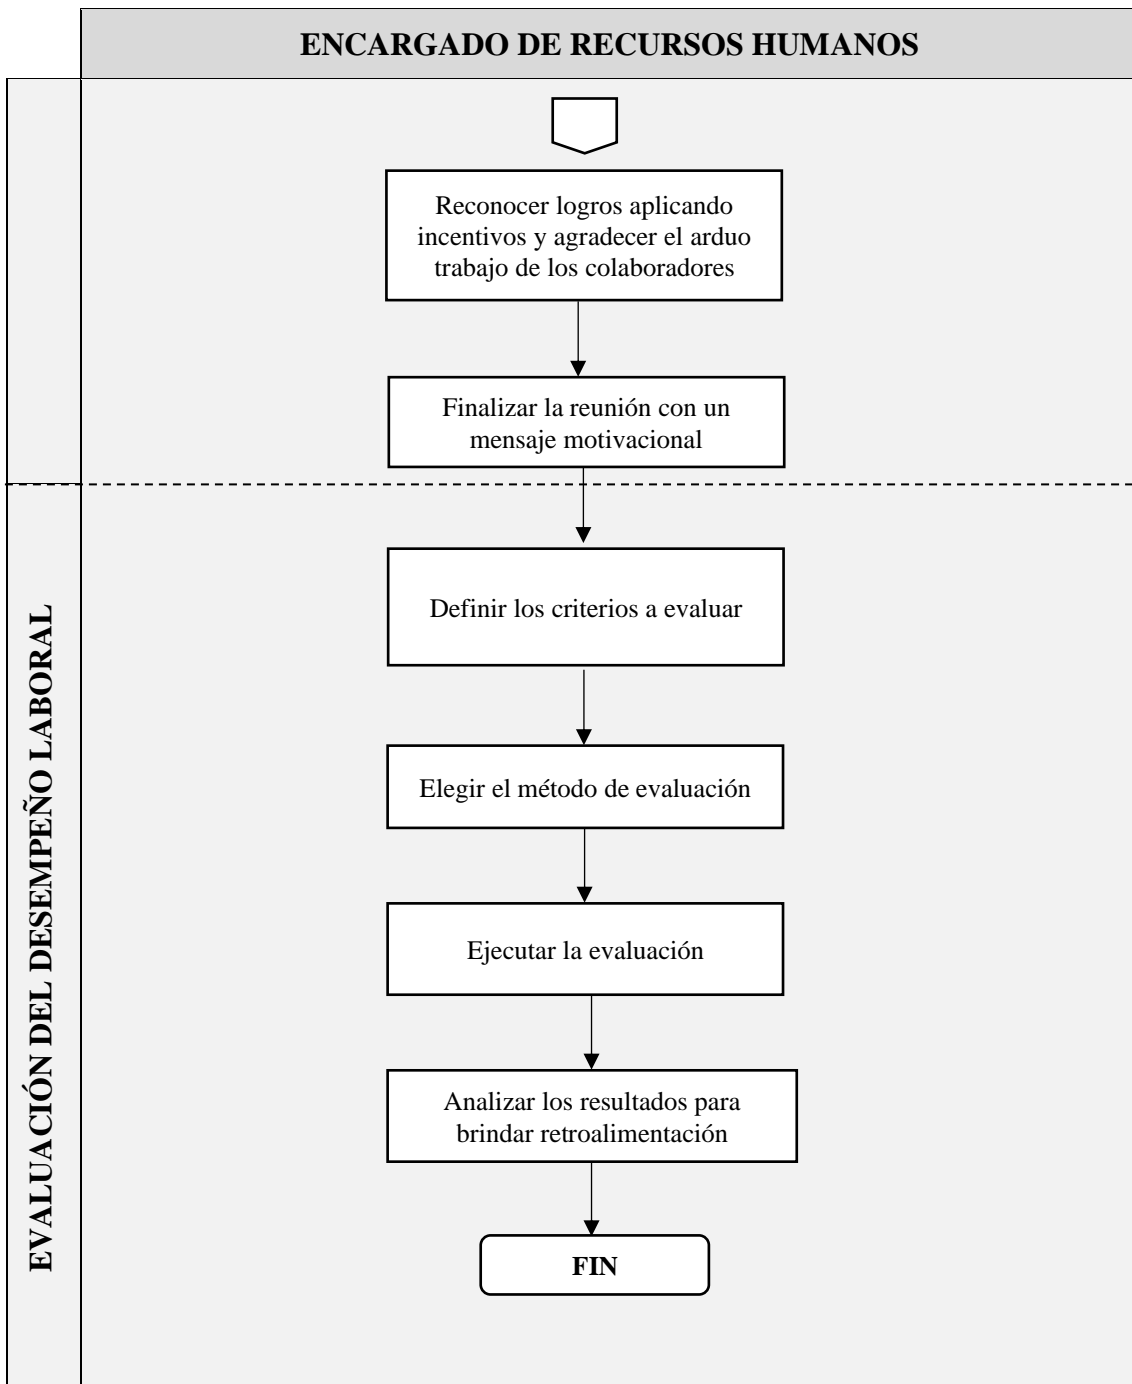 ENCARGADO DE RECURSOS HUMANOS
Reconocer logros aplicando
incentivos y agradecer el arduo
trabajo de los colaboradores
Finalizar la reunión con un
mensaje motivacional
EVALUACIÓN DEL DESEMPEÑO LABORAL
Definir los criterios a evaluar
Elegir el método de evaluación
Ejecutar la evaluación
Analizar los resultados para
brindar retroalimentación
FIN